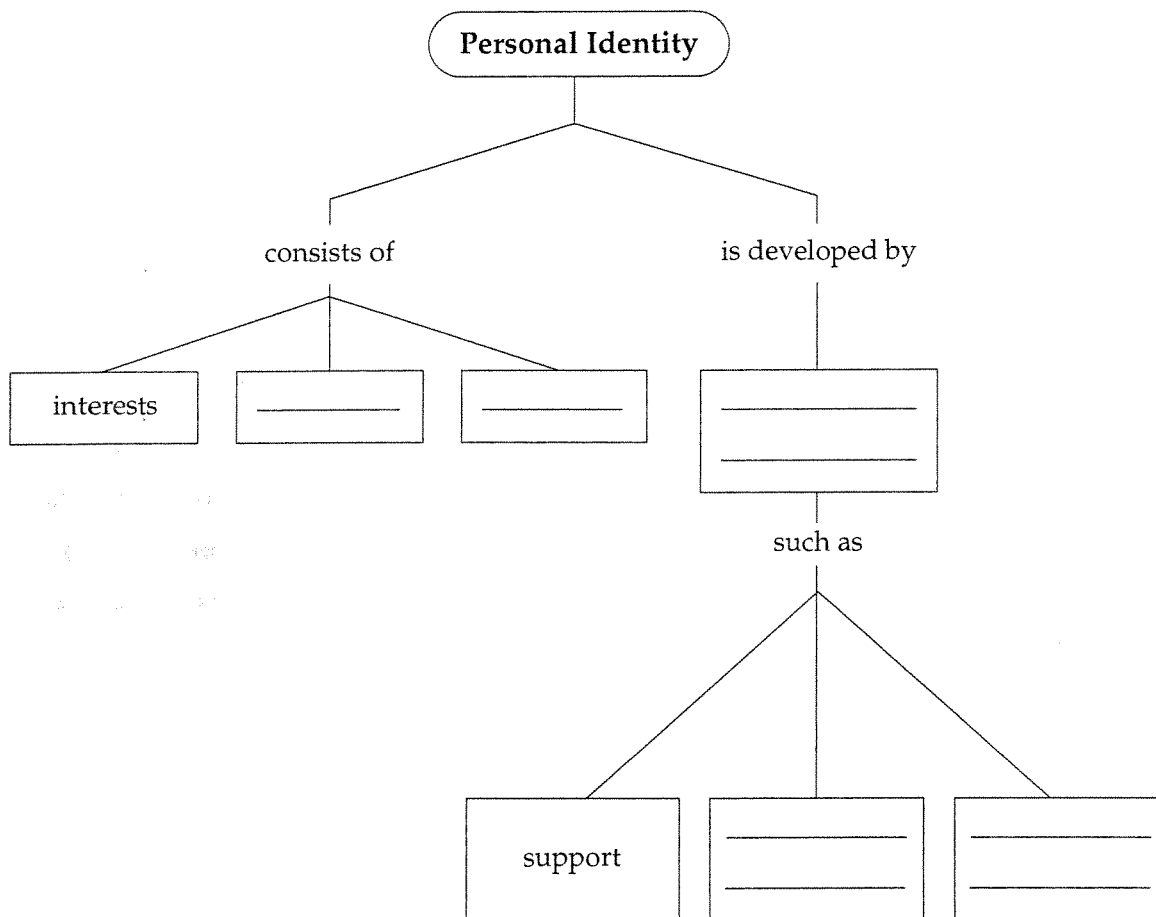 Personal Identity
consists of
is developed by
interests
such as
support